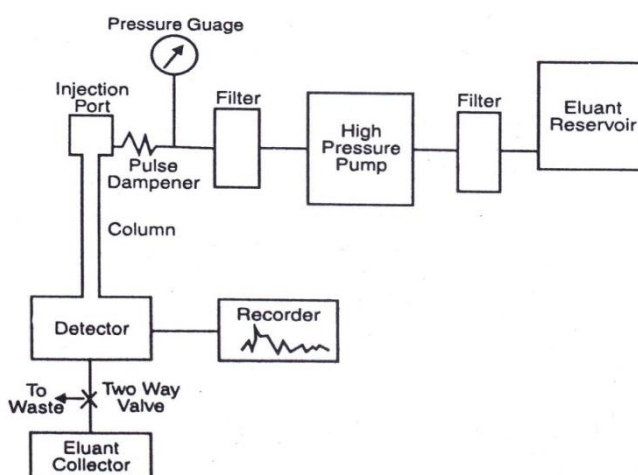 Pressure Guage
Injection
Port
Filter
High
Pressure
Pump
Filter
Eluant
Reservoir
Pulse
Dampener
Column
Detector
Recorder
To
Waste
Two Way
Valve
Eluant
Collector